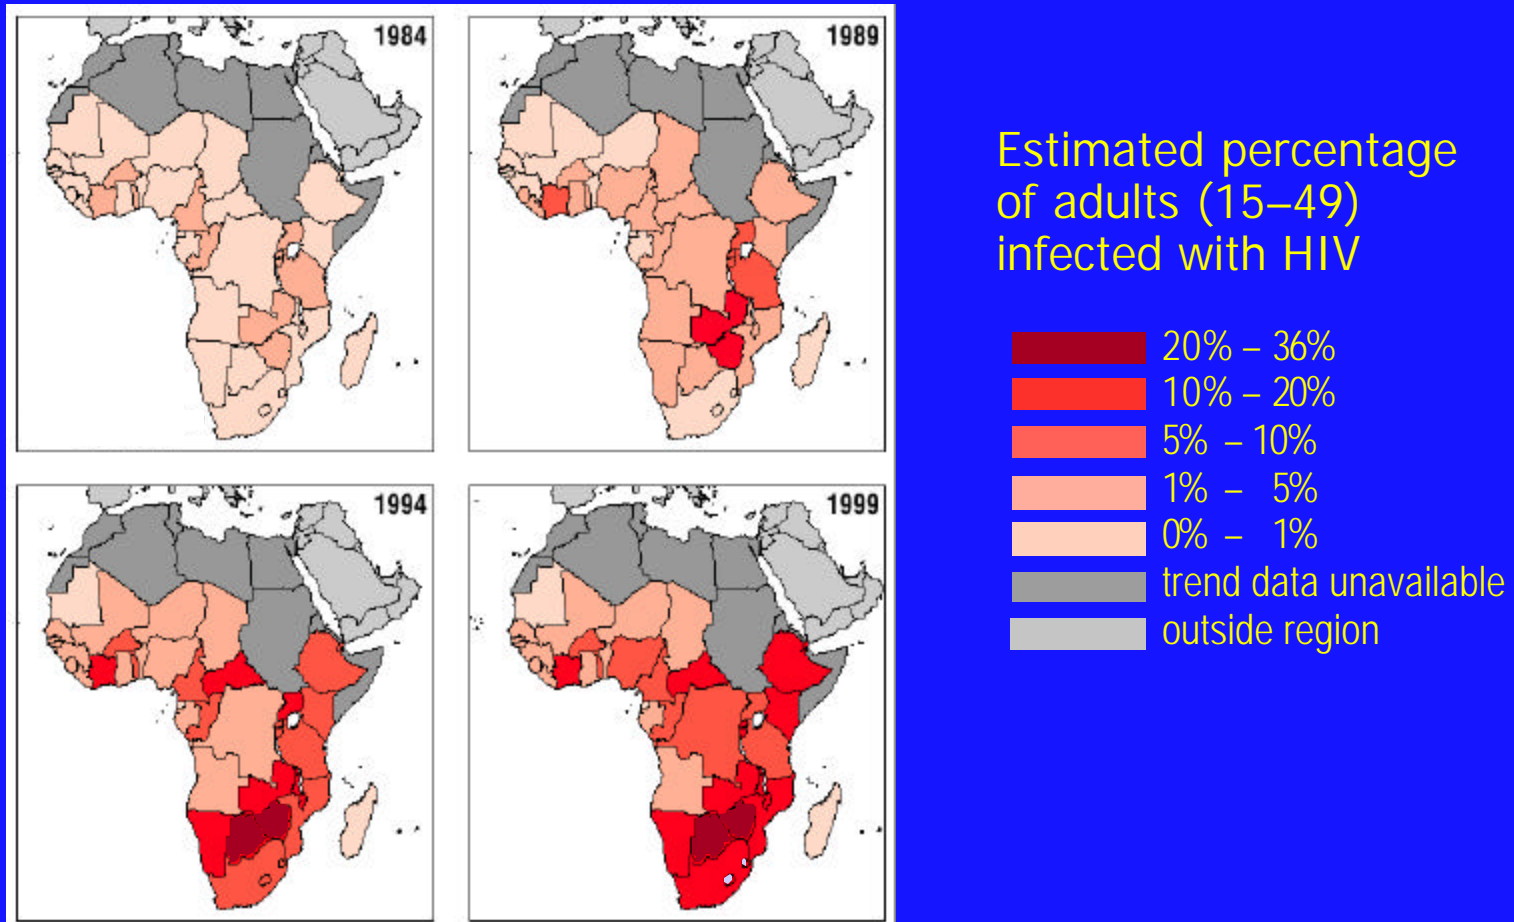 1984
1989
1994
1999
Estimated percentage
of adults (15–49)
infected with HIV
20% – 36%
10% – 20%
5% – 10%
1% – 5%
0% – 1%
trend data unavailable
outside region